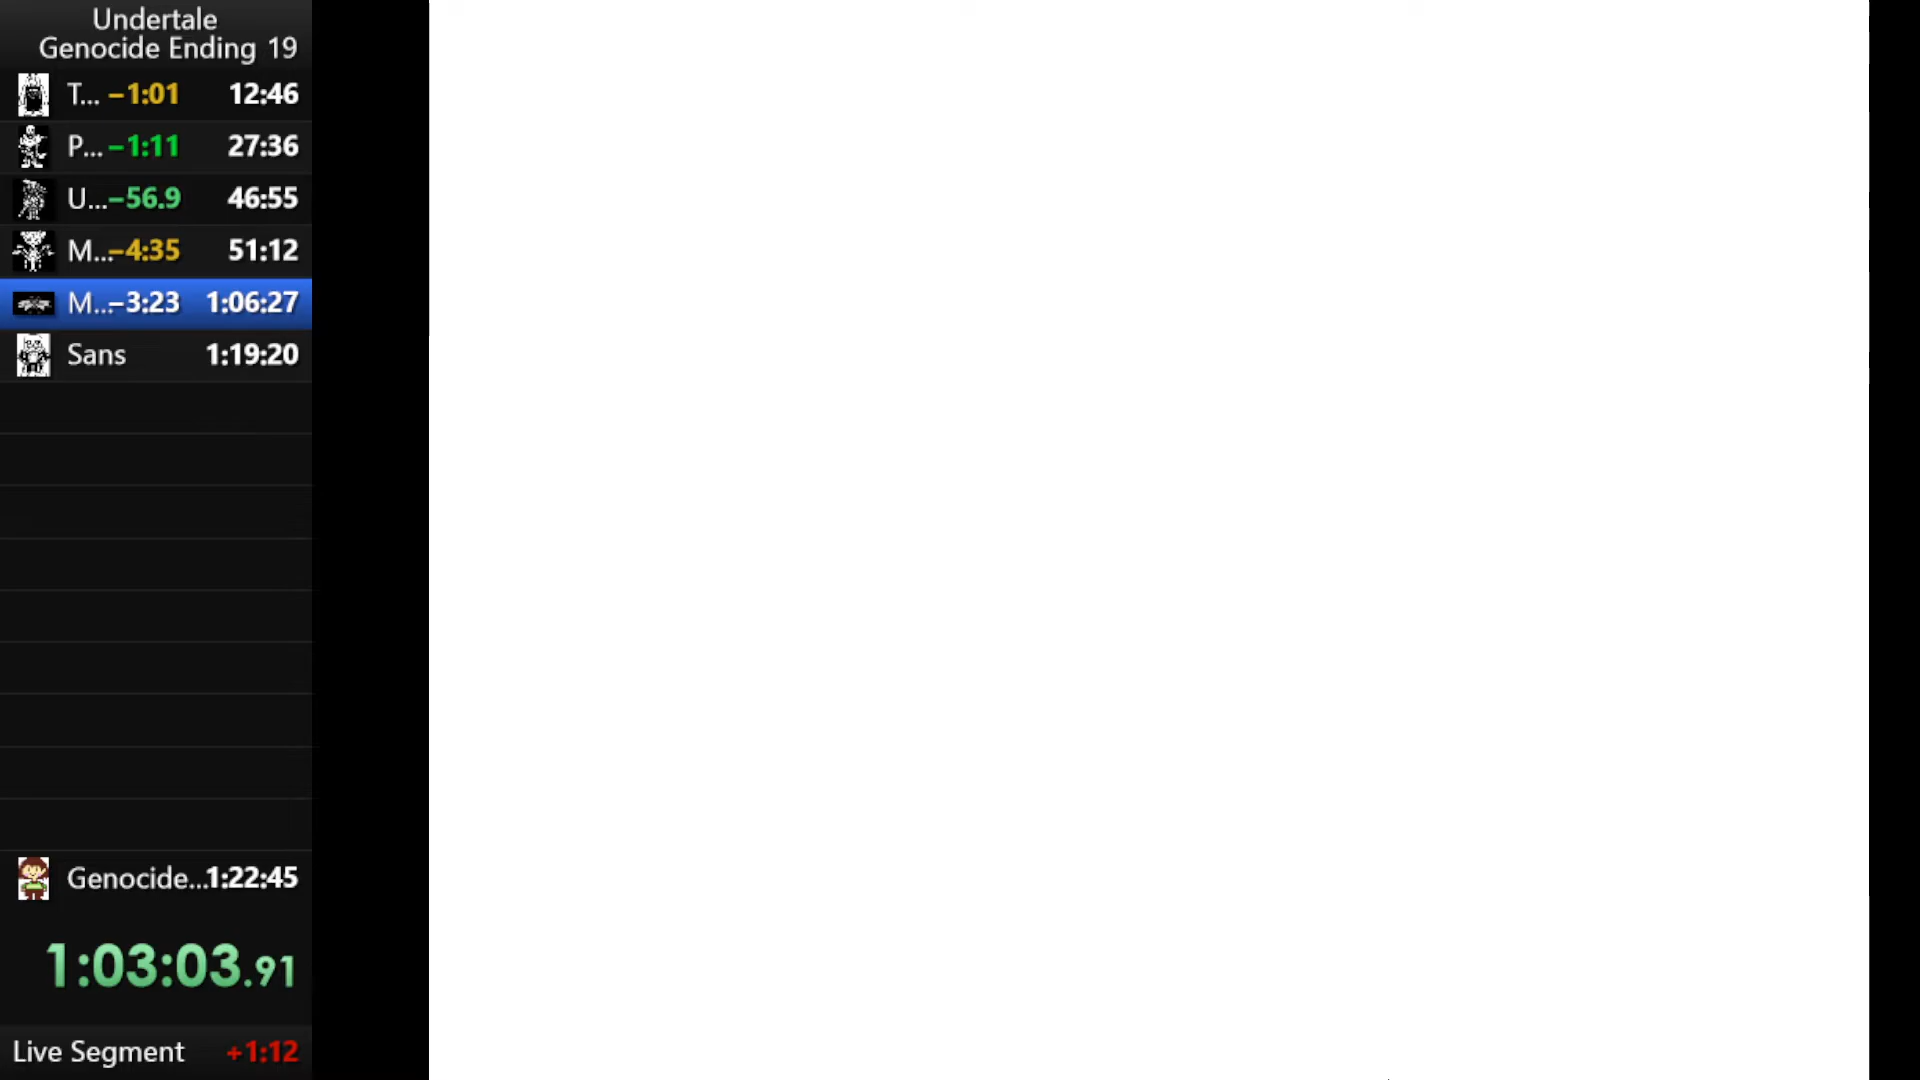 Undertale
Genocide Ending 19
T... −1:01 12:46
P... −1:11 27:36
U... −56.9 46:55
M... −4:35 51:12
M... −3:23 1:06:27
Sans 1:19:20
Genocide... 1:22:45
1:03:03.91
Live Segment +1:12